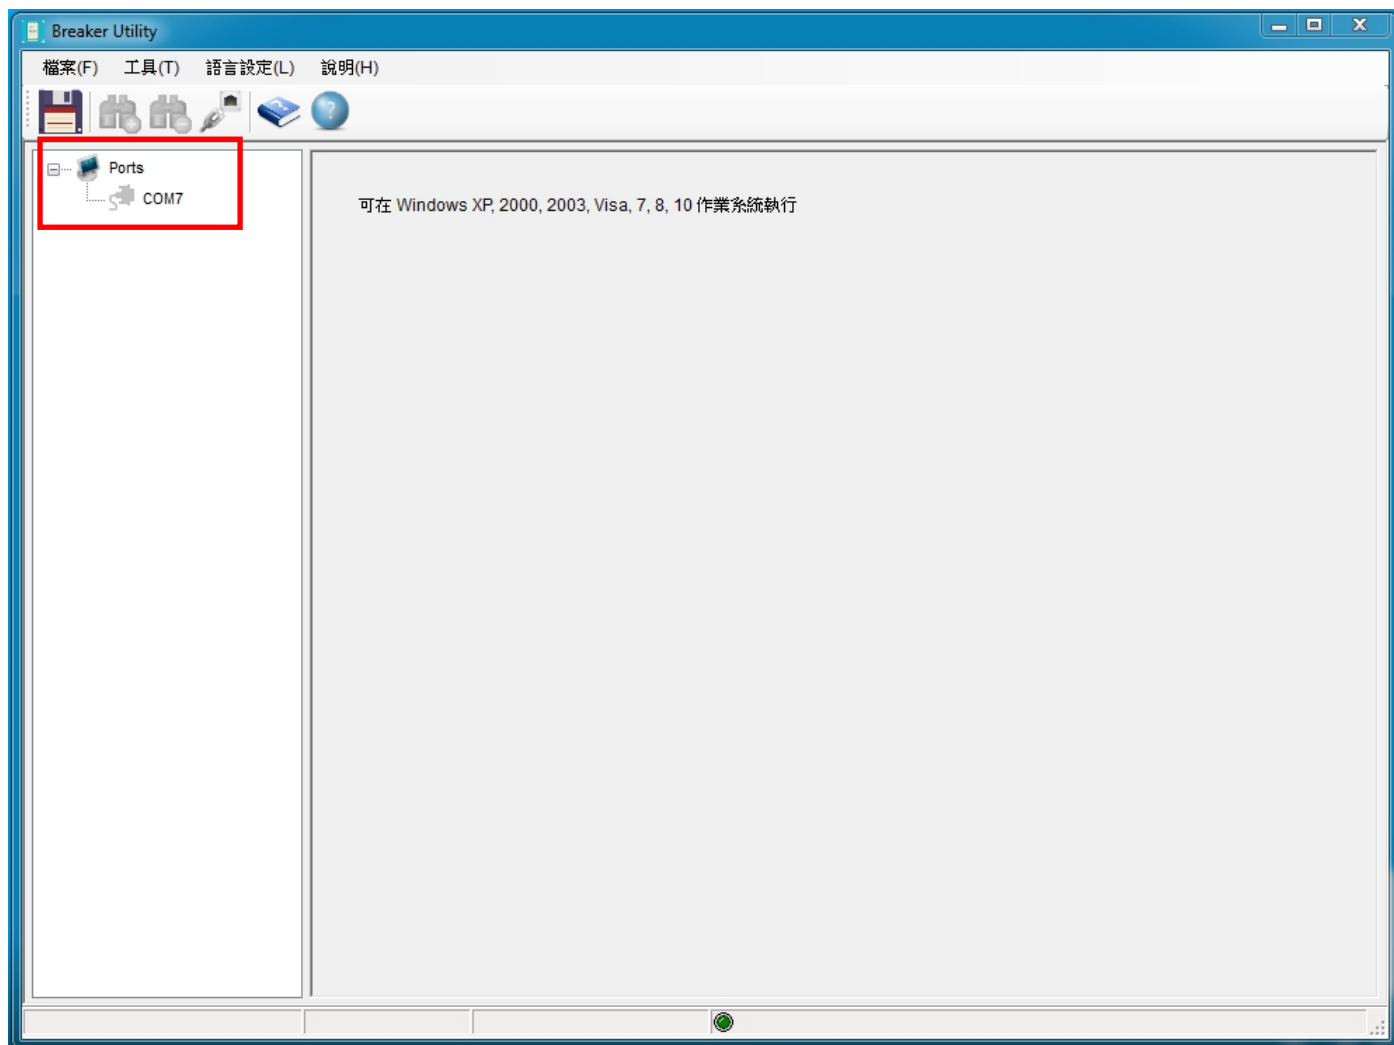 Breaker Utility
檔案(F) 工具(T) 語言設定(L) 說明(H)
Ports
COM7
可在 Windows XP, 2000, 2003, Visa, 7, 8, 10 作業系統執行